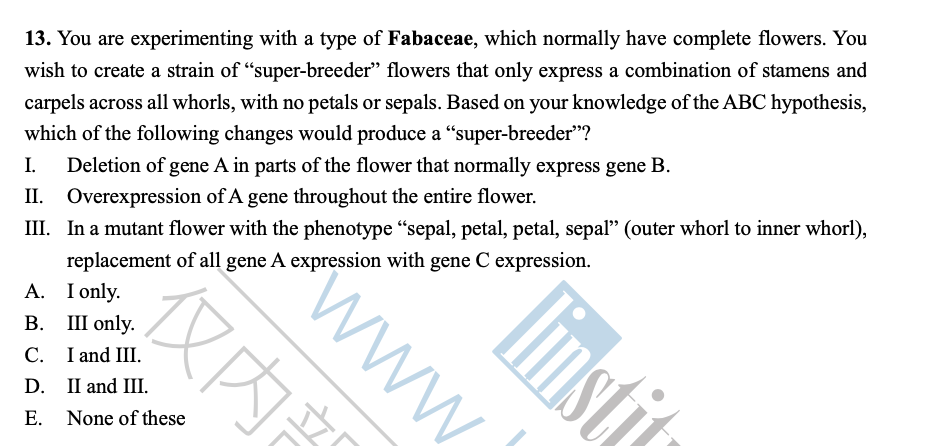 13. You are experimenting with a type of Fabaceae, which normally have complete flowers. You
wish to create a strain of “super-breeder” flowers that only express a combination of stamens and
carpels across all whorls, with no petals or sepals. Based on your knowledge of the ABC hypothesis,
which of the following changes would produce a “super-breeder”?
I. Deletion of gene A in parts of the flower that normally express gene B.
II. Overexpression of A gene throughout the entire flower.
III. In a mutant flower with the phenotype “sepal, petal, petal, sepal” (outer whorl to inner whorl),
replacement of all gene A expression with gene C expression.
A. I only.
B. III only.
C. I and III.
D. II and III.
E. None of these
仅内
www